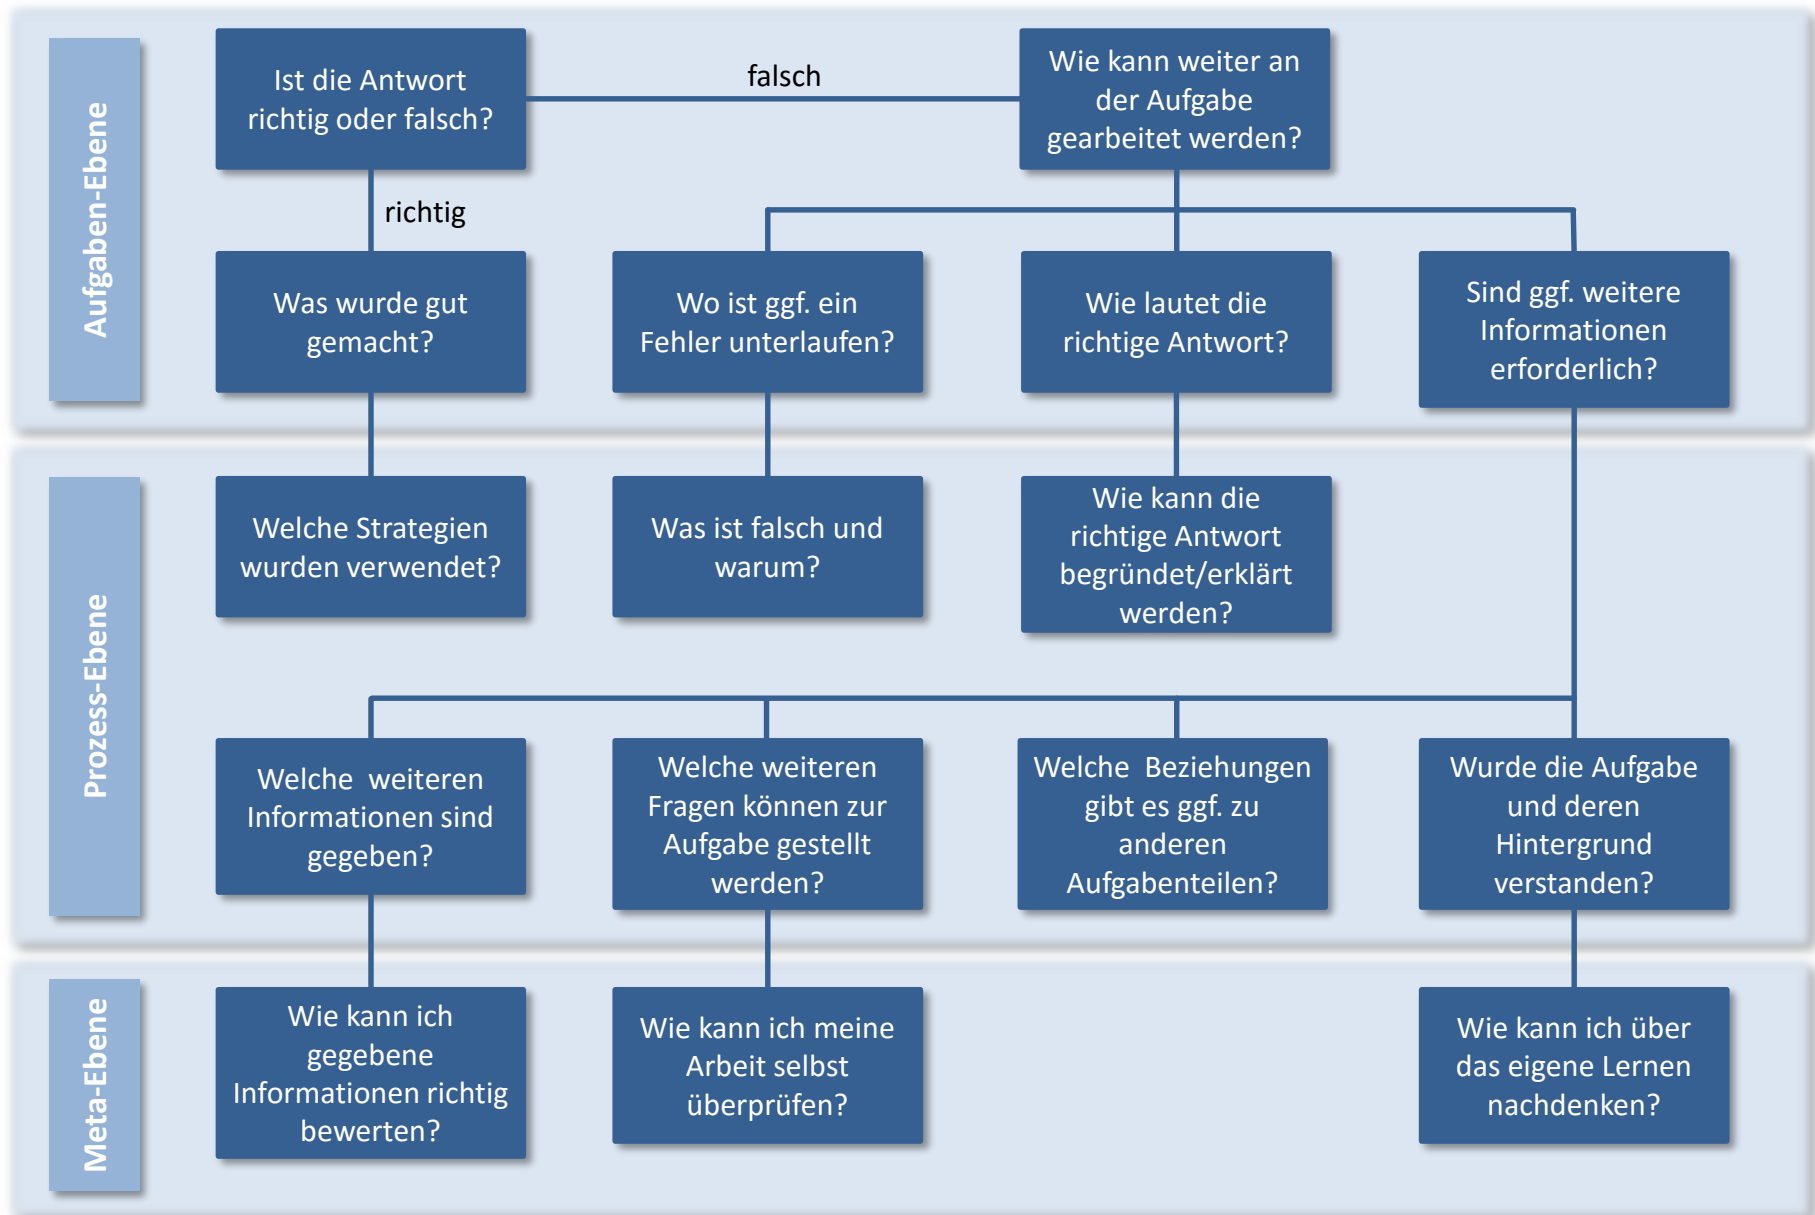 Aufgaben-Ebene
Ist die Antwort
richtig oder falsch?
falsch
Wie kann weiter an
der Aufgabe
gearbeitet werden?
richtig
Was wurde gut
gemacht?
Wo ist ggf. ein
Fehler unterlaufen?
Wie lautet die
richtige Antwort?
Sind ggf. weitere
Informationen
erforderlich?
Prozess-Ebene
Welche Strategien
wurden verwendet?
Was ist falsch und
warum?
Wie kann die
richtige Antwort
begründet/erklärt
werden?
Welche  weiteren
Informationen sind
gegeben?
Welche weiteren
Fragen können zur
Aufgabe gestellt
werden?
Welche  Beziehungen
gibt es ggf. zu
anderen
Aufgabenteilen?
Wurde die Aufgabe
und deren
Hintergrund
verstanden?
Meta-Ebene
Wie kann ich
gegebene
Informationen richtig
bewerten?
Wie kann ich meine
Arbeit selbst
überprüfen?
Wie kann ich über
das eigene Lernen
nachdenken?